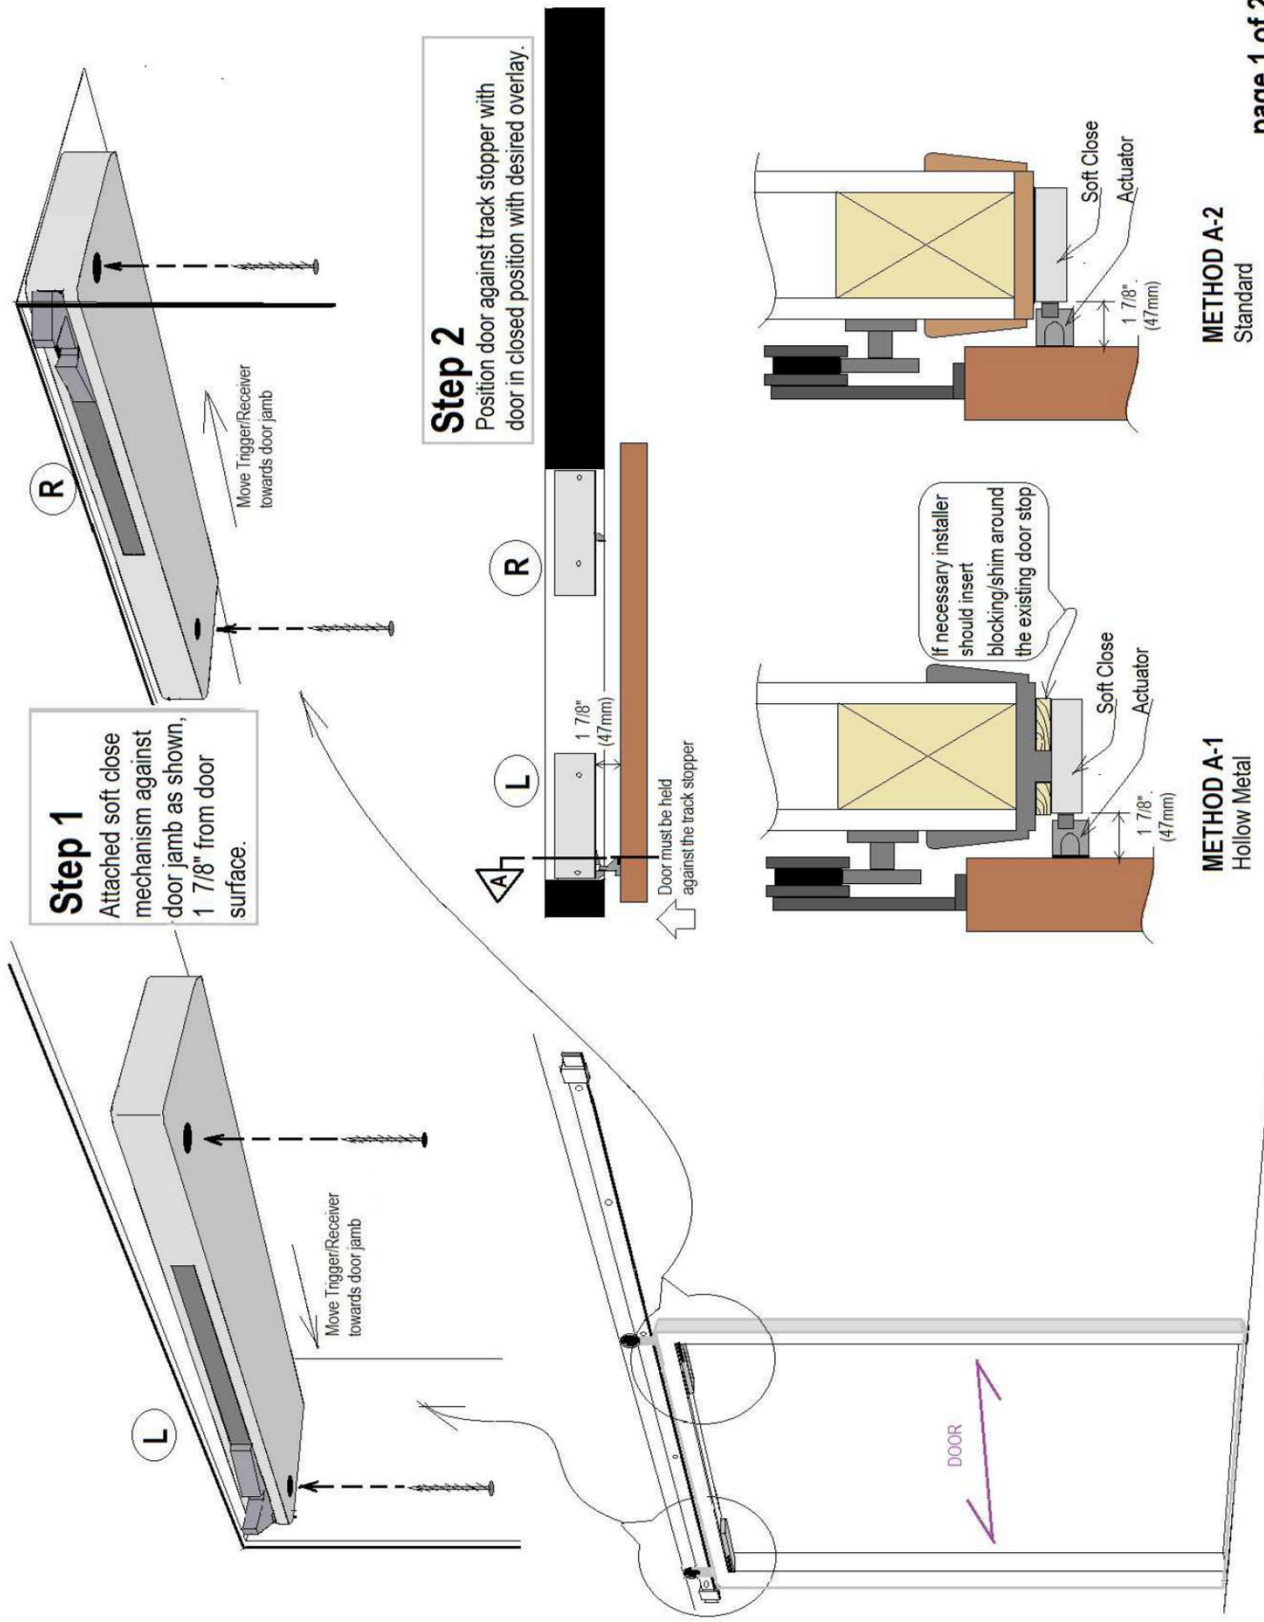 Step 1
Attached soft close
mechanism against
door jamb as shown,
1 7/8" from door
surface.
L
Move Trigger/Receiver
towards door jamb
R
Move Trigger/Receiver
towards door jamb
Step 2
Position door against track stopper with
door in closed position with desired overlay.
L
R
A
1 7/8"
(47mm)
Door must be held
against the track stopper
DOOR
If necessary installer
should insert
blocking/shim around
the existing door stop
Soft Close
Actuator
1 7/8".
(47mm)
METHOD A-1
Hollow Metal
Soft Close
Actuator
1 7/8".
(47mm)
METHOD A-2
Standard
page 1 of 2